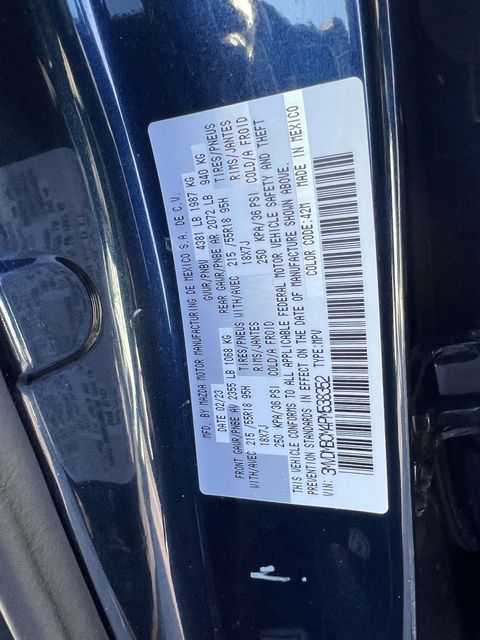 MFD. BY MAZDA MOTOR MANUFACTURING DE MEXICO S.A. DE C.V.
DATE 02/23 GVWR/PNBV 4381 LB 1987 KG
FRONT GAWR/PNBE AV 2355 LB 1068 KG GAWR/PNBE AR 2072 LB 940 KG
WITH/AVEC 215/55R18 95H TIRES/PNEUS WITH/AVEC 215/55R18 95H TIRES/PNEUS
18X7J RIMS/JANTES 18X7J RIMS/JANTES
250 KPA/36 PSI COLD/A FROID 250 KPA/36 PSI COLD/A FROID
THIS VEHICLE CONFORMS TO ALL APPLICABLE FEDERAL MOTOR VEHICLE SAFETY AND THEFT
PREVENTION STANDARDS IN EFFECT ON THE DATE OF MANUFACTURE SHOWN ABOVE.
VIN: TYPE:MPV COLOR CODE:42M MADE IN MEXICO